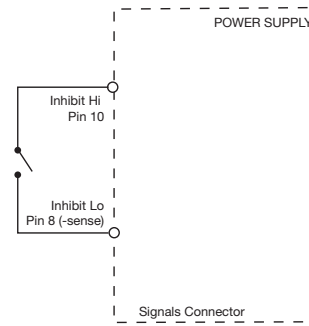 POWER SUPPLY
Inhibit Hi
Pin 10
Inhibit Lo
Pin 8 (-sense)
Signals Connector